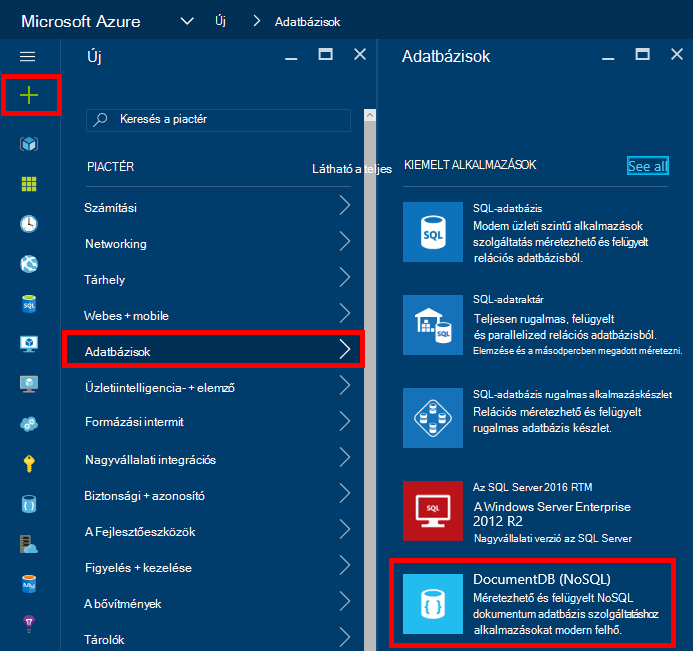 Microsoft Azure
Új
Adatbázisok
Új
Keresés a piactér
PIACTÉR
Látható a teljes
Számítási
Networking
Tárhely
Webes + mobile
Adatbázisok
Üzletiintelligencia- + elemző
Formázási intermit
Nagyvállalati integrációs
Biztonsági + azonosító
A Fejlesztőeszközök
Figyelés + kezelése
A bővítmények
Tárolók
Adatbázisok
KIEMELT ALKALMAZÁSOK
See all
SQL-adatbázis
Modem üzleti szintű alkalmazások
szolgáltatás méretezhető és felügyelt
relációs adatbázisból.
SQL-adatraktár
Teljesen rugalmas, felügyelt
és parallelized relációs adatbázisból.
Elemzése és a másodpercben megadott méretezni.
SQL-adatbázis rugalmas alkalmazáskészlet
Relációs méretezhető és felügyelt
rugalmas adatbázis készlet.
Az SQL Server 2016 RTM
A Windows Server Enterprise
2012 R2
Nagyvállalati verzió az SQL Server
DocumentDB (NoSQL)
Méretezhető és felügyelt NoSQL
dokumentum adatbázis szolgáltatáshoz
alkalmazásokat modern felhő.